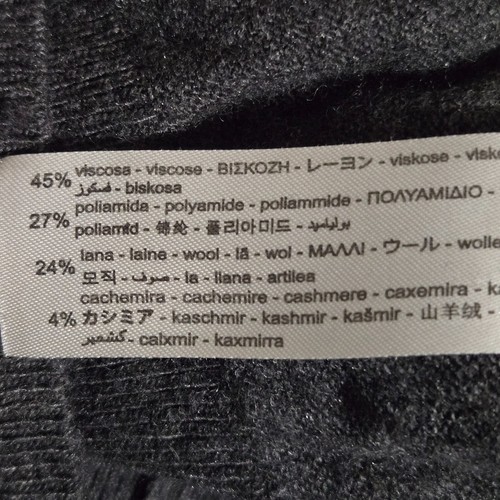 45% viscosa - viscose - ΒΙΣΚΟΖΗ - レーヨン - viskose -
فسكوز - biskosa
27% poliamida - polyamide - poliammide - ΠΟΛΥΑΜΙΔΙΟ -
poliamid - 锦纶 - 폴리아미드 - بولياميد -
24% lana - laine - wool - lã - wol - ΜΑΛΛΙ - ウール - wolle
모직 - صوف - la - llana - artilea
cachemira - cachemire - cashmere - caxemira -
4% カシミア - kaschmir - kashmir - kašmir - 山羊绒 -
كشمير - caixmir - kaxmirra